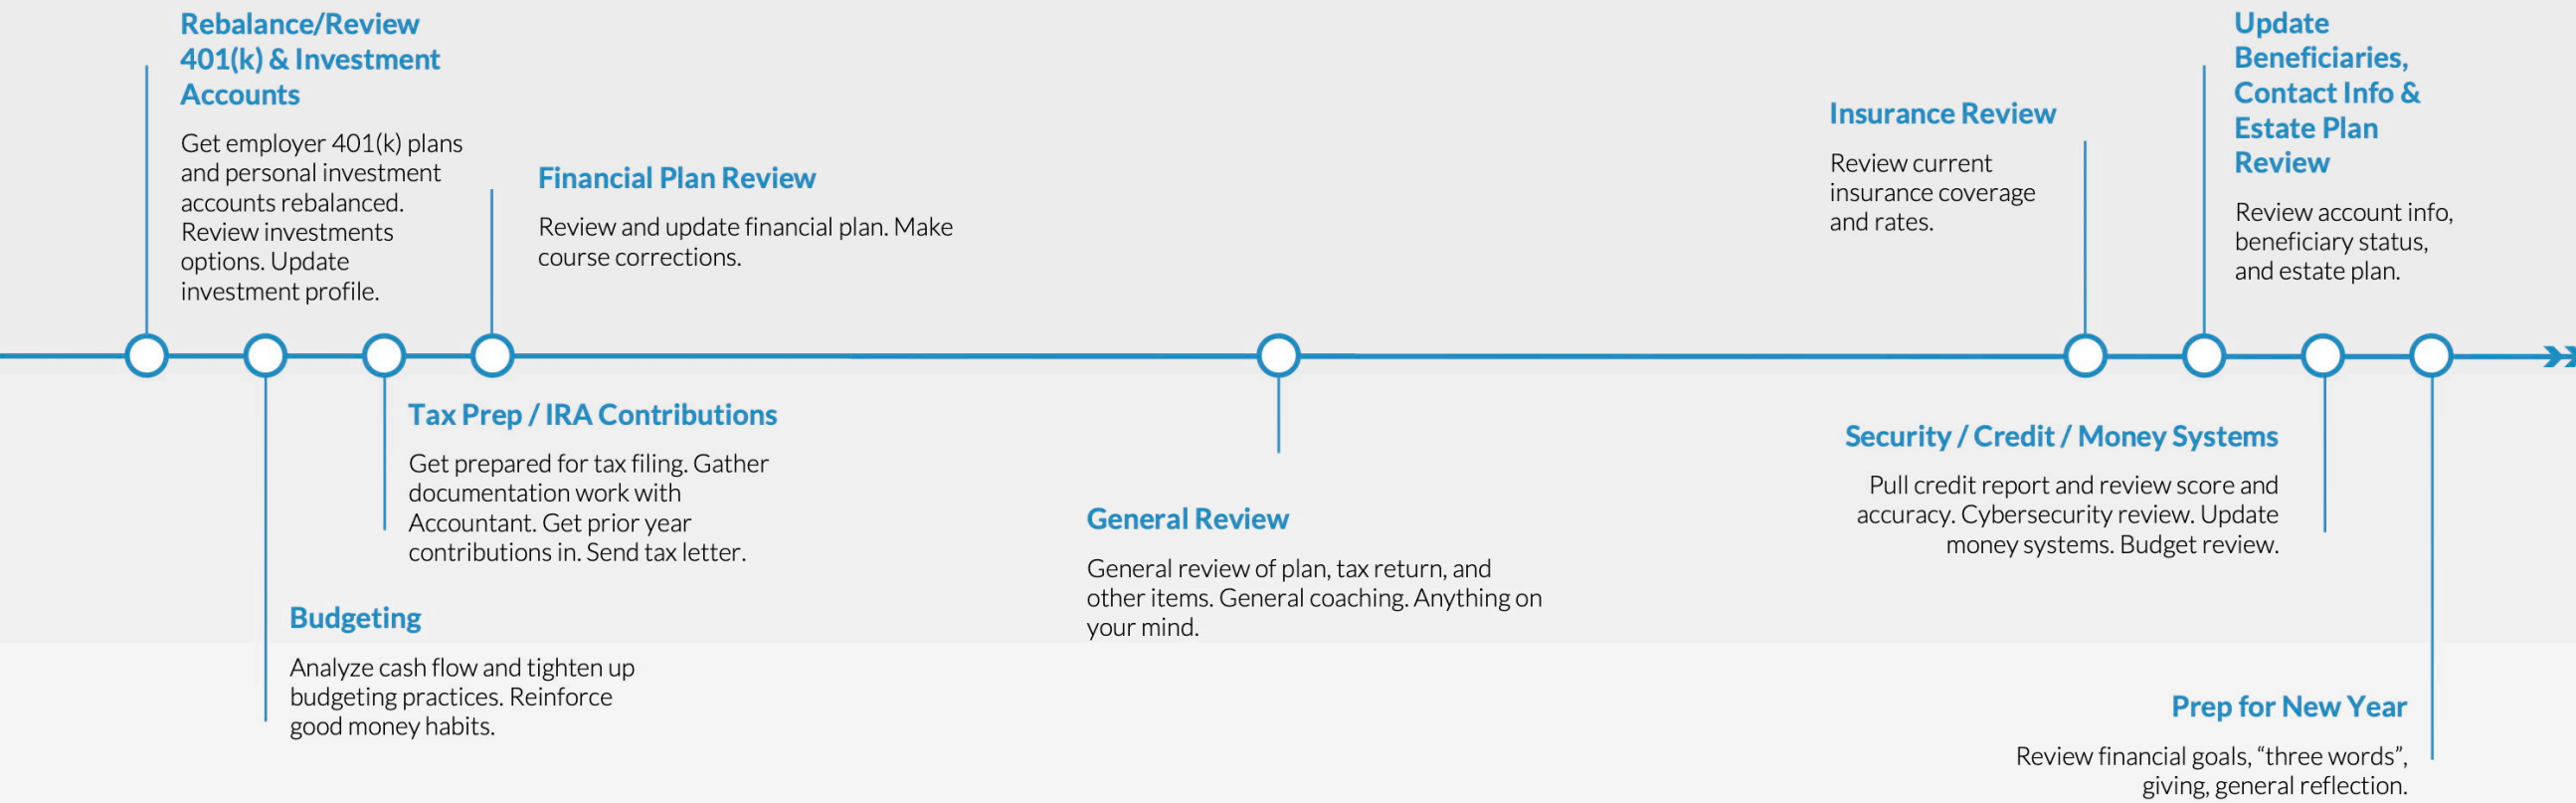 Rebalance/Review
401(k) & Investment
Accounts
Get employer 401(k) plans
and personal investment
accounts rebalanced.
Review investments
options. Update
investment profile.
Financial Plan Review
Review and update financial plan. Make
course corrections.
Insurance Review
Review current
insurance coverage
and rates.
Update
Beneficiaries,
Contact Info &
Estate Plan
Review
Review account info,
beneficiary status,
and estate plan.
Tax Prep / IRA Contributions
Get prepared for tax filing. Gather
documentation work with
Accountant. Get prior year
contributions in. Send tax letter.
Budgeting
Analyze cash flow and tighten up
budgeting practices. Reinforce
good money habits.
General Review
General review of plan, tax return, and
other items. General coaching. Anything on
your mind.
Security / Credit / Money Systems
Pull credit report and review score and
accuracy. Cybersecurity review. Update
money systems. Budget review.
Prep for New Year
Review financial goals, “three words”,
giving, general reflection.